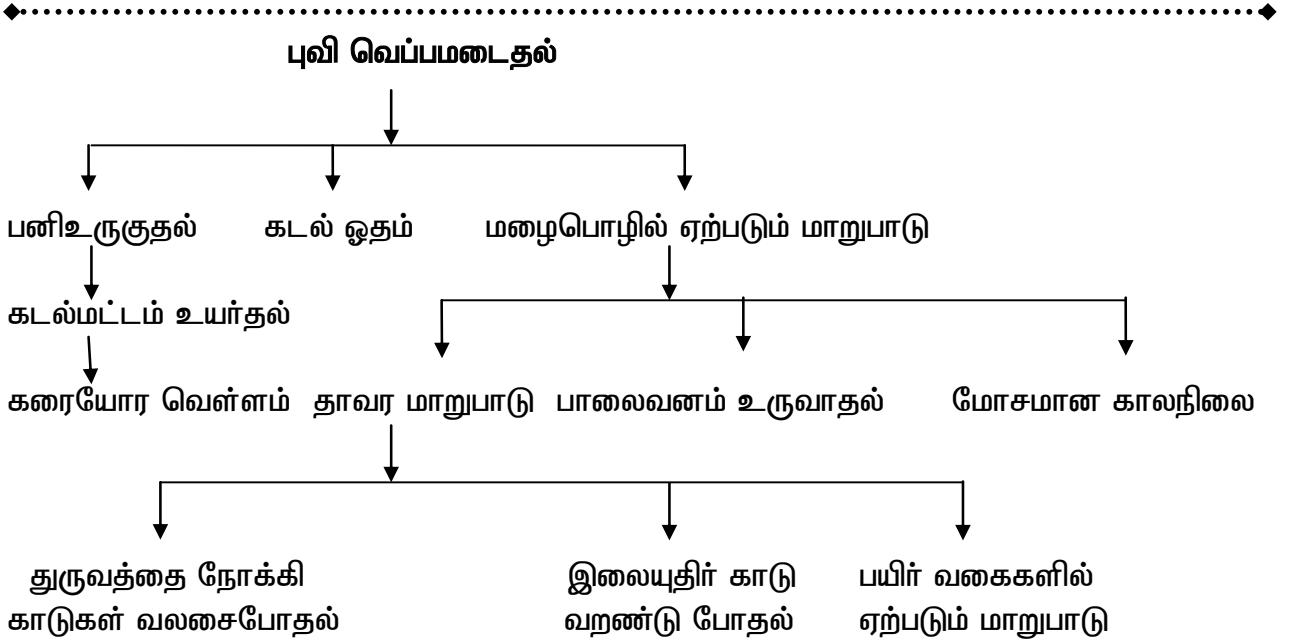 புவி வெப்பமடைதல்
பனிஉருகுதல் கடல் ஓதம் மழைபொழில் ஏற்படும் மாறுபாடு
கடல்மட்டம் உயர்தல்
கரையோர வெள்ளம் தாவர மாறுபாடு பாலைவனம் உருவாதல் மோசமான காலநிலை
துருவத்தை நோக்கி இலையுதிர் காடு பயிர் வகைகளில்
காடுகள் வலசைபோதல் வறண்டு போதல் ஏற்படும் மாறுபாடு